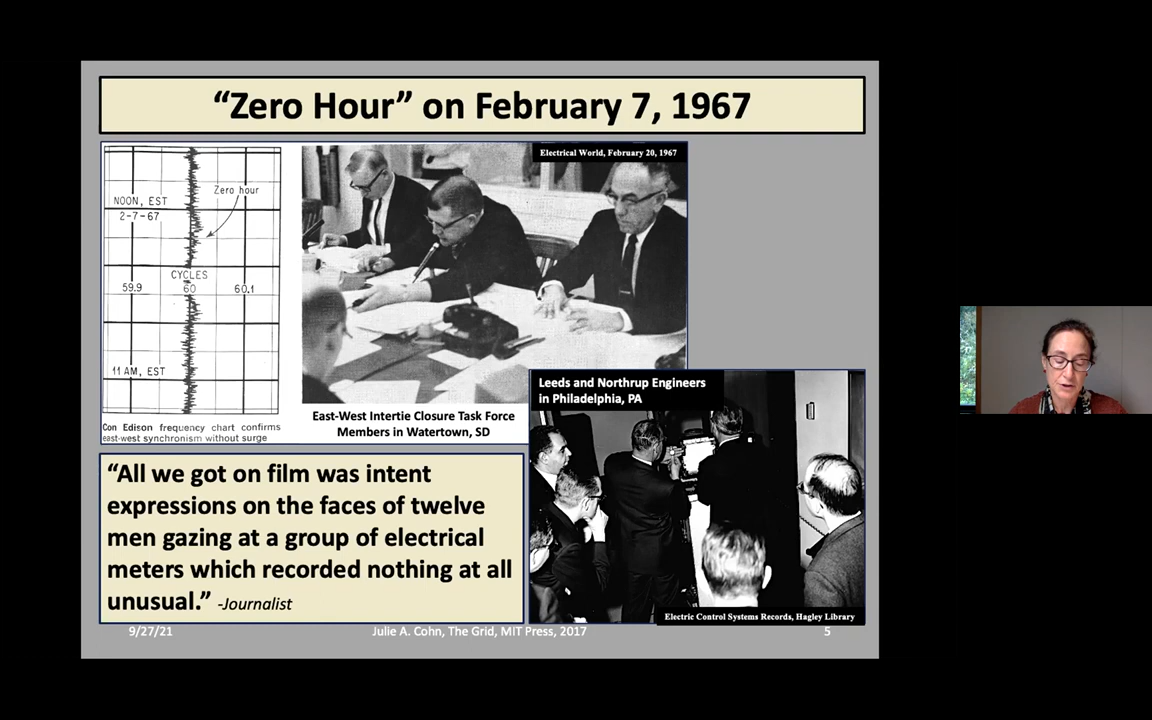 “Zero Hour” on February 7, 1967
Zero hour
NOON, EST
2-7-67
CYCLES
59.9 60 60.1
11 AM, EST
Con Edison frequency chart confirms
east-west synchronism without surge
Electrical World, February 20, 1967
East-West Intertie Closure Task Force
Members in Watertown, SD
Leeds and Northrup Engineers
in Philadelphia, PA
“All we got on film was intent
expressions on the faces of twelve
men gazing at a group of electrical
meters which recorded nothing at all
unusual.” -Journalist
Electric Control Systems Records, Hagley Library
9/27/21
Julie A. Cohn, The Grid, MIT Press, 2017
5